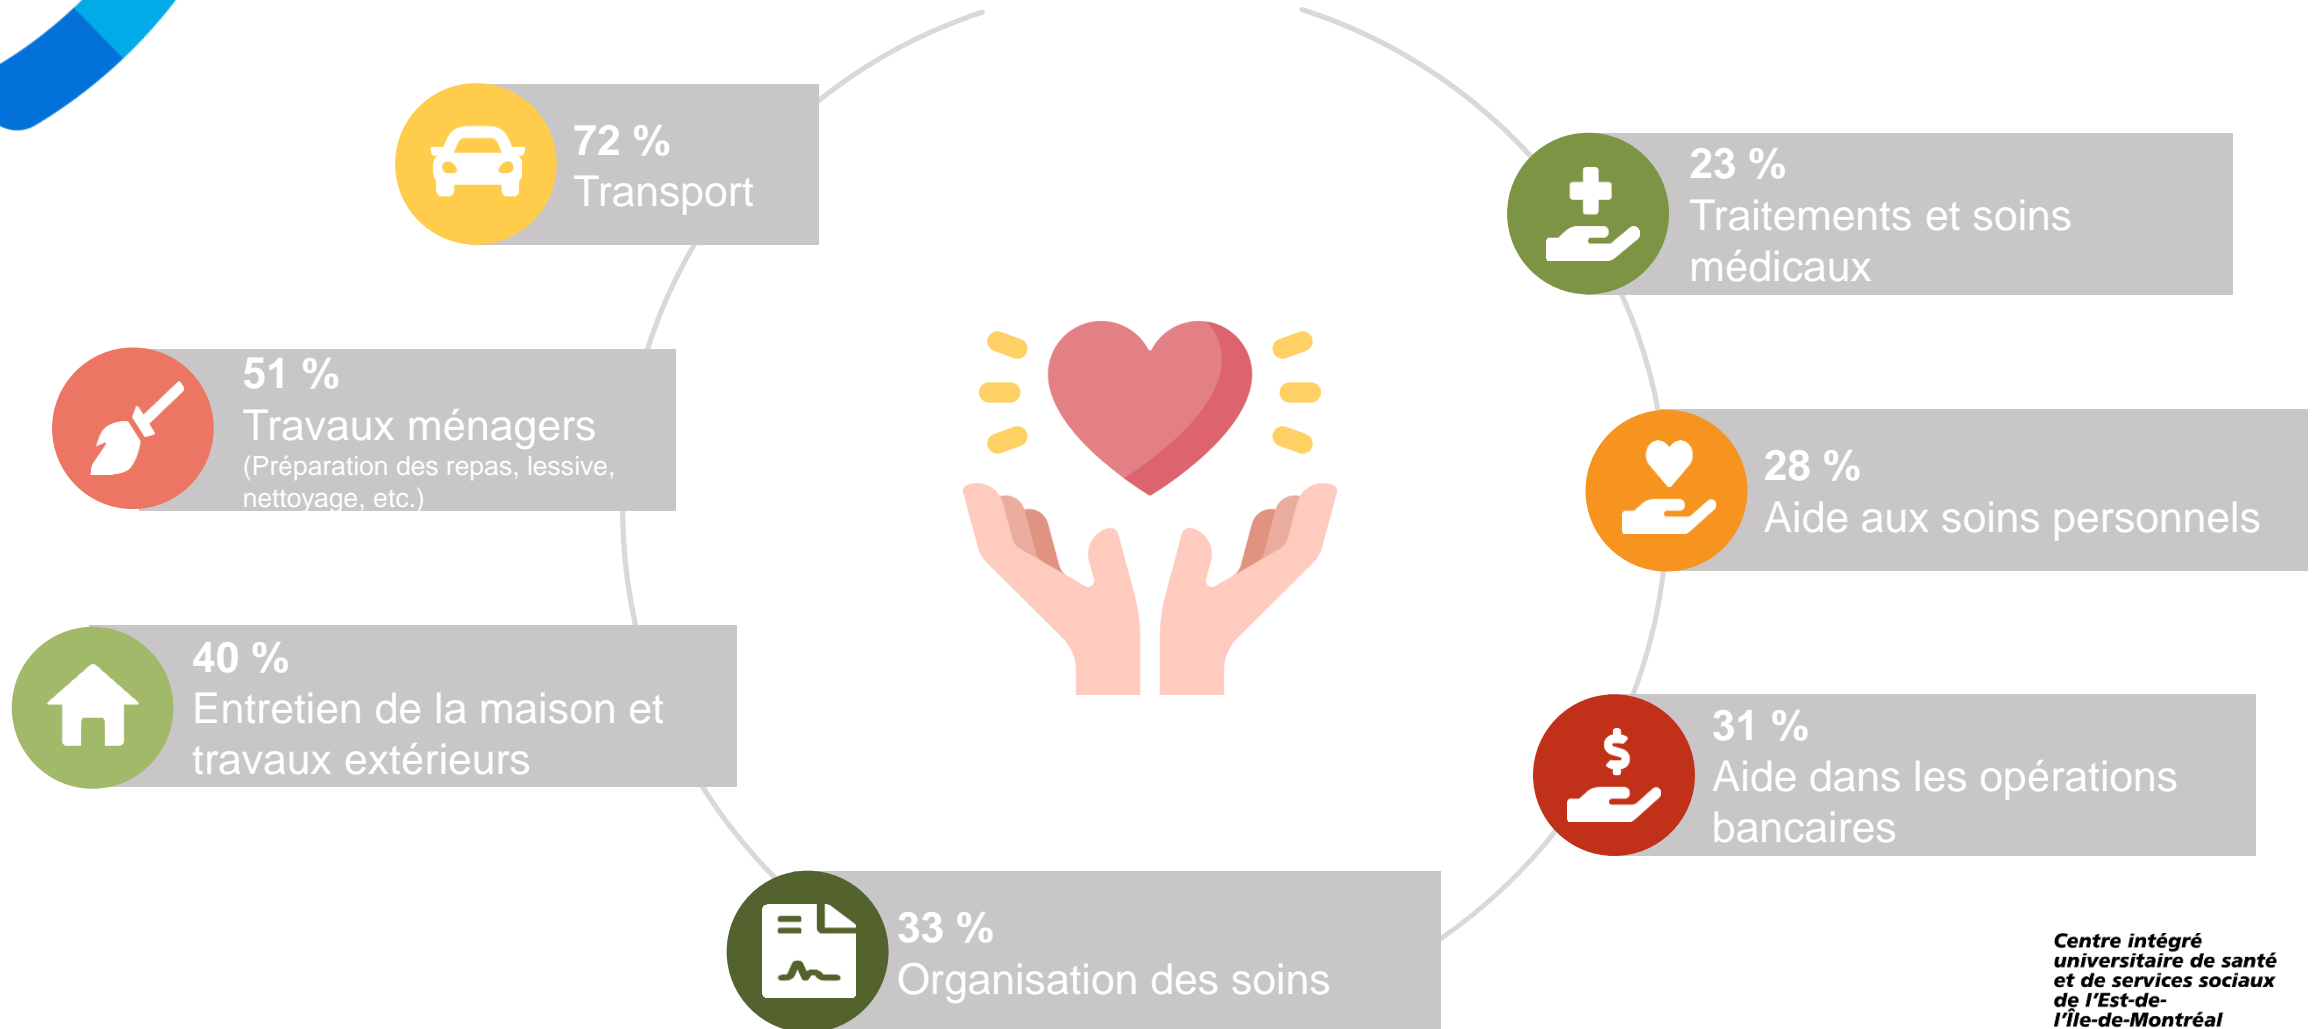 72 %
Transport
51 %
Travaux ménagers
(Préparation des repas, lessive,
nettoyage, etc.)
40 %
Entretien de la maison et
travaux extérieurs
33 %
Organisation des soins
23 %
Traitements et soins
médicaux
28 %
Aide aux soins personnels
31 %
Aide dans les opérations
bancaires
Centre intégré
universitaire de santé
et de services sociaux
de l'Est-de-
l'Île-de-Montréal